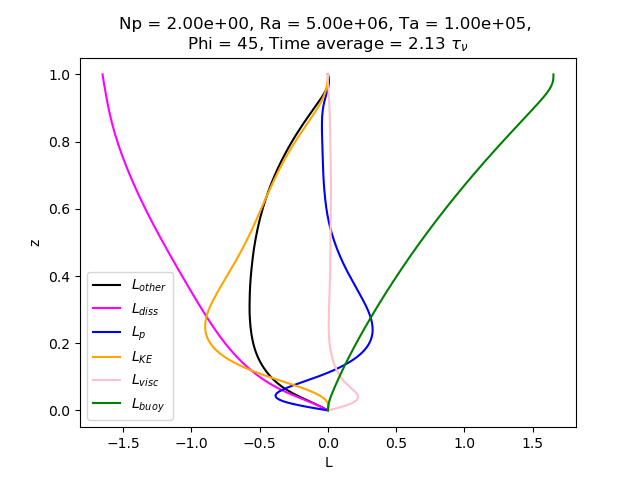 Np = 2.00e+00, Ra = 5.00e+06, Ta = 1.00e+05,
Phi = 45, Time average = 2.13 τ_ν
1.0
0.8
0.6
0.4
0.2
0.0
z
L_other
L_diss
L_p
L_KE
L_visc
L_buoy
−1.5 −1.0 −0.5 0.0 0.5 1.0 1.5
L